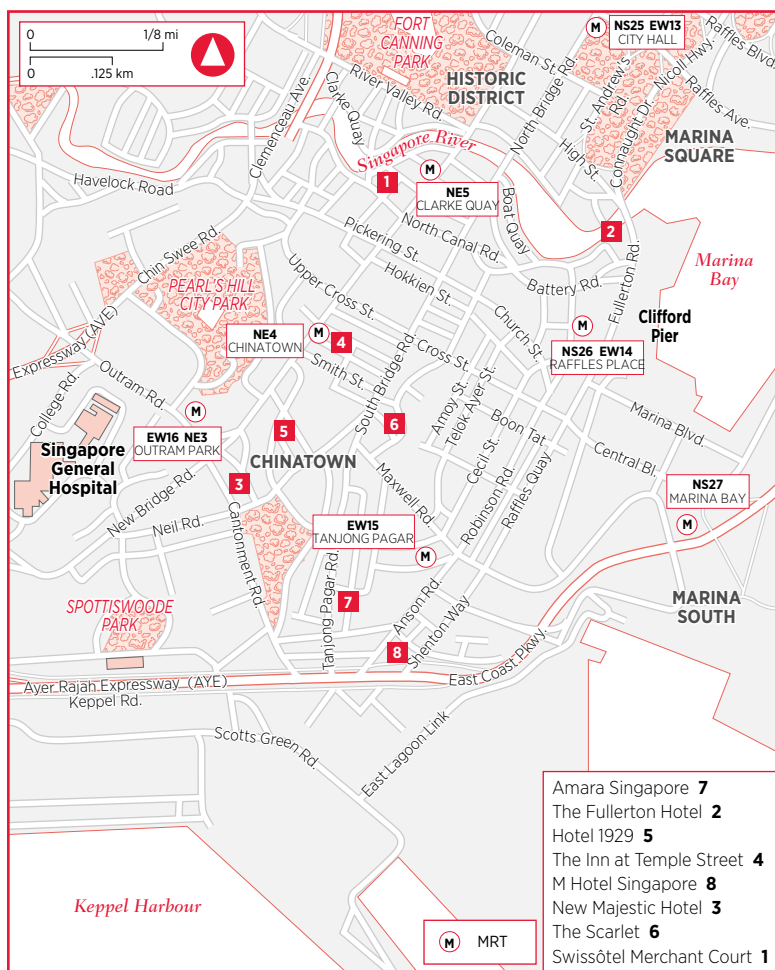 0 1/8 mi
0 .125 km
FORT
CANNING
PARK
NS25 EW13
CITY HALL
Raffles Blvd.
Coleman St.
Nicoll Hwy.
Raffles Ave.
River Valley Rd.
HISTORIC
DISTRICT
North Bridge Rd.
St. Andrew's
Rd.
Connaught Dr.
Clarke Quay
Clemenceau Ave.
High St.
MARINA
SQUARE
Singapore River
Havelock Road
1
M
NE5
CLARKE QUAY
Boat Quay
2
North Canal Rd.
Pickering St.
Chin Swee Rd.
Marina
Bay
Hokkien St.
Battery Rd.
Fullerton Rd.
Upper Cross St.
PEARL'S HILL
CITY PARK
Clifford
Pier
Church St.
Expressway (AVE)
NE4
CHINATOWN
M
4
Cross St.
M
NS26 EW14
RAFFLES PLACE
Smith St.
South Bridge Rd.
College Rd.
Outram Rd.
Amoy St.
Telok Ayer St.
Marina Blvd.
M
EW16 NE3
OUTRAM PARK
5
6
Boon Tat
Singapore
General
Hospital
CHINATOWN
Cecil St.
Central Bl.
3
Maxwell Rd.
Robinson Rd.
Raffles Quay
NS27
MARINA BAY
M
New Bridge Rd.
Neil Rd.
Cantonment Rd.
EW15
TANJONG PAGAR
M
Tanjong Pagar Rd.
7
Anson Rd.
SPOTTISWOODE
PARK
MARINA
SOUTH
8
Shenton Way
East Coast Pkwy.
Ayer Rajah Expressway (AYE)
Keppel Rd.
Scotts Green Rd.
East Lagoon Link
Keppel Harbour
M MRT
Amara Singapore 7
The Fullerton Hotel 2
Hotel 1929 5
The Inn at Temple Street 4
M Hotel Singapore 8
New Majestic Hotel 3
The Scarlet 6
Swissôtel Merchant Court 1